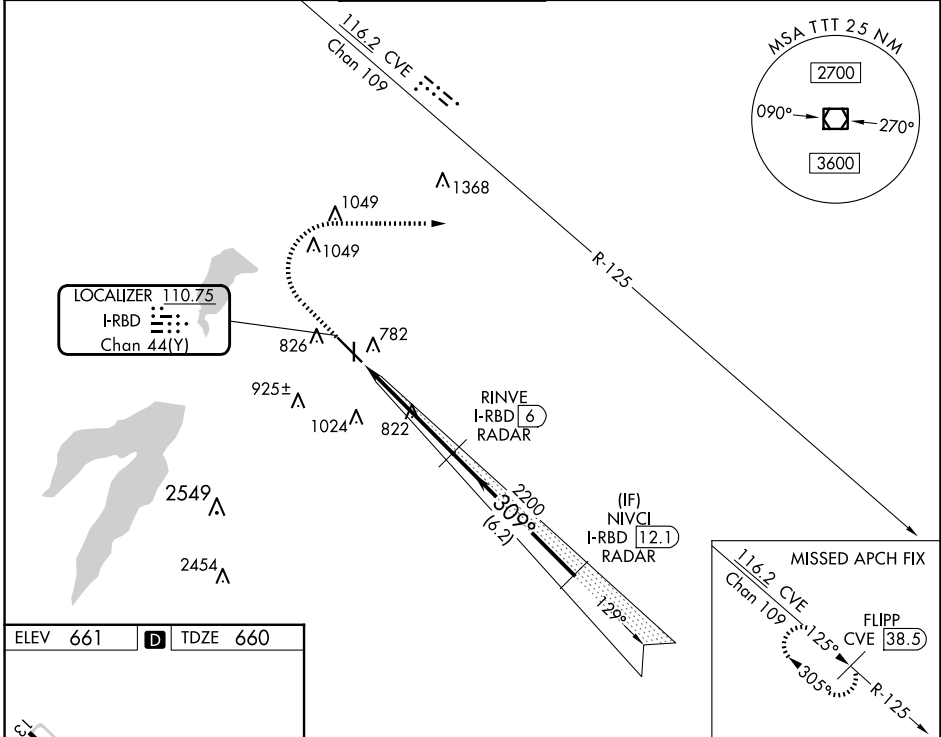 116.2 CVE
Chan 109
MSA TTT 25 NM
2700
090°
270°
3600
1368
1049
1049
R-125
LOCALIZER 110.75
I-RBD
Chan 44(Y)
826
782
925±
1024
822
RINVE
I-RBD 6
RADAR
2200
309°
(6.2)
(IF)
NIVCI
I-RBD 12.1
RADAR
129°
2549
2454
MISSED APCH FIX
116.2 CVE
Chan 109
FLIPP
CVE 38.5
125°
305°
R-125
ELEV 661 D TDZE 660
13